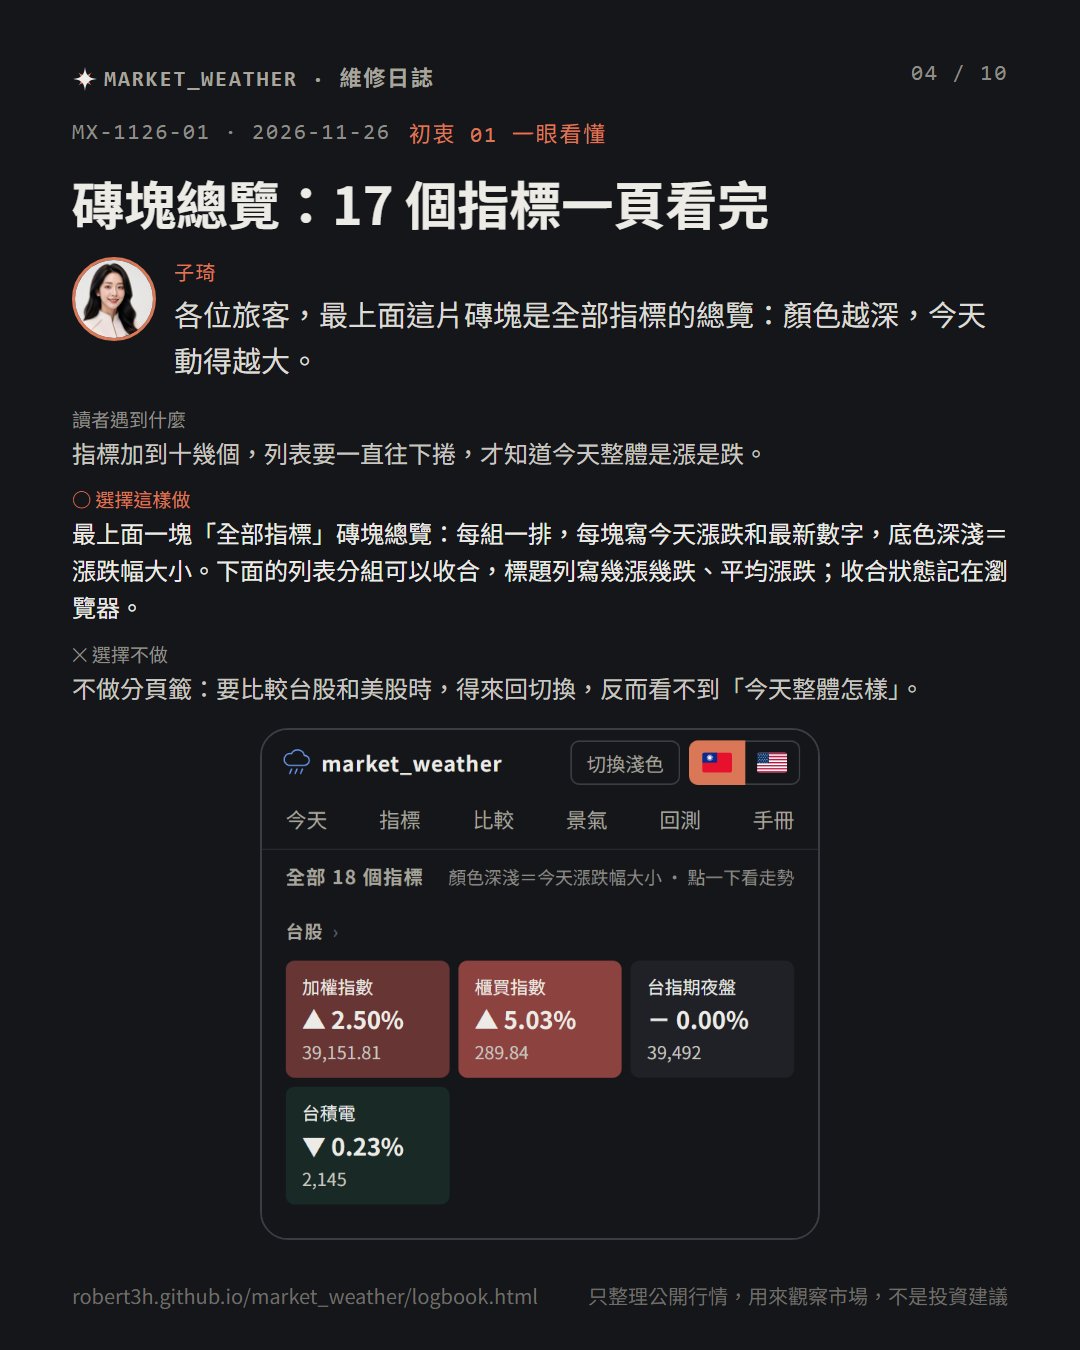 MARKET_WEATHER · 維修日誌
04 / 10
MX-1126-01 · 2026-11-26 初衷 01 一眼看懂
磚塊總覽：17 個指標一頁看完
子琦
各位旅客，最上面這片磚塊是全部指標的總覽：顏色越深，今天
動得越大。
讀者遇到什麼
指標加到十幾個，列表要一直往下捲，才知道今天整體是漲是跌。
○ 選擇這樣做
最上面一塊「全部指標」磚塊總覽：每組一排，每塊寫今天漲跌和最新數字，底色深淺＝
漲跌幅大小。下面的列表分組可以收合，標題列寫幾漲幾跌、平均漲跌；收合狀態記在瀏
覽器。
╳ 選擇不做
不做分頁籤：要比較台股和美股時，得來回切換，反而看不到「今天整體怎樣」。
market_weather
切換淺色
今天 指標 比較 景氣 回測 手冊
全部 18 個指標 顏色深淺＝今天漲跌幅大小 · 點一下看走勢
台股 ›
加權指數
▲ 2.50%
39,151.81
櫃買指數
▲ 5.03%
289.84
台指期夜盤
— 0.00%
39,492
台積電
▼ 0.23%
2,145
robert3h.github.io/market_weather/logbook.html
只整理公開行情，用來觀察市場，不是投資建議